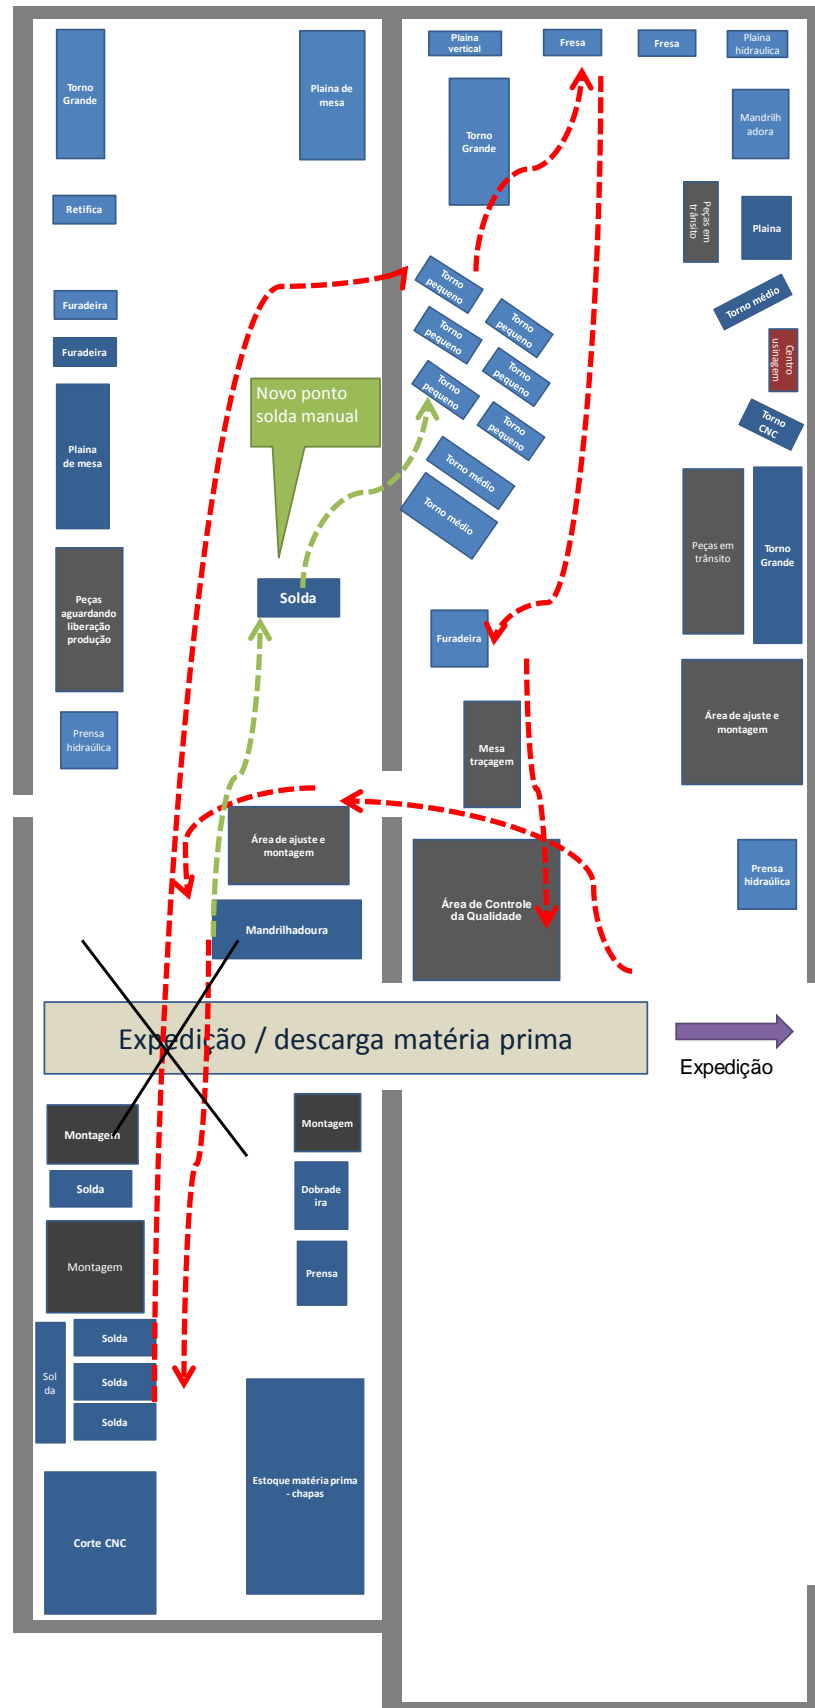 Torno
Grande
Plaina de
mesa
Retifica
Furadeira
Furadeira
Plaina
de mesa
Novo ponto
solda manual
Peças
aguardando
liberação
produção
Solda
Prensa
hidraúlica
Área de ajuste e
montagem
Mandrilhadoura
Plaina
vertical
Fresa
Fresa
Plaina
hidraulica
Torno
Grande
Mandrilh
adora
Peças em
trânsito
Plaina
Torno
pequeno
Torno
pequeno
Torno
pequeno
Torno
pequeno
Torno
pequeno
Torno
pequeno
Torno médio
Torno médio
Torno médio
Centro
usinagem
Torno
CNC
Peças em
trânsito
Torno
Grande
Furadeira
Mesa
traçagem
Área de ajuste e
montagem
Área de Controle
da Qualidade
Prensa
hidraúlica
Expedição / descarga matéria prima
Expedição
Montagem
Montagem
Solda
Dobrade
ira
Montagem
Prensa
Sol
da
Solda
Solda
Solda
Estoque matéria prima
- chapas
Corte CNC